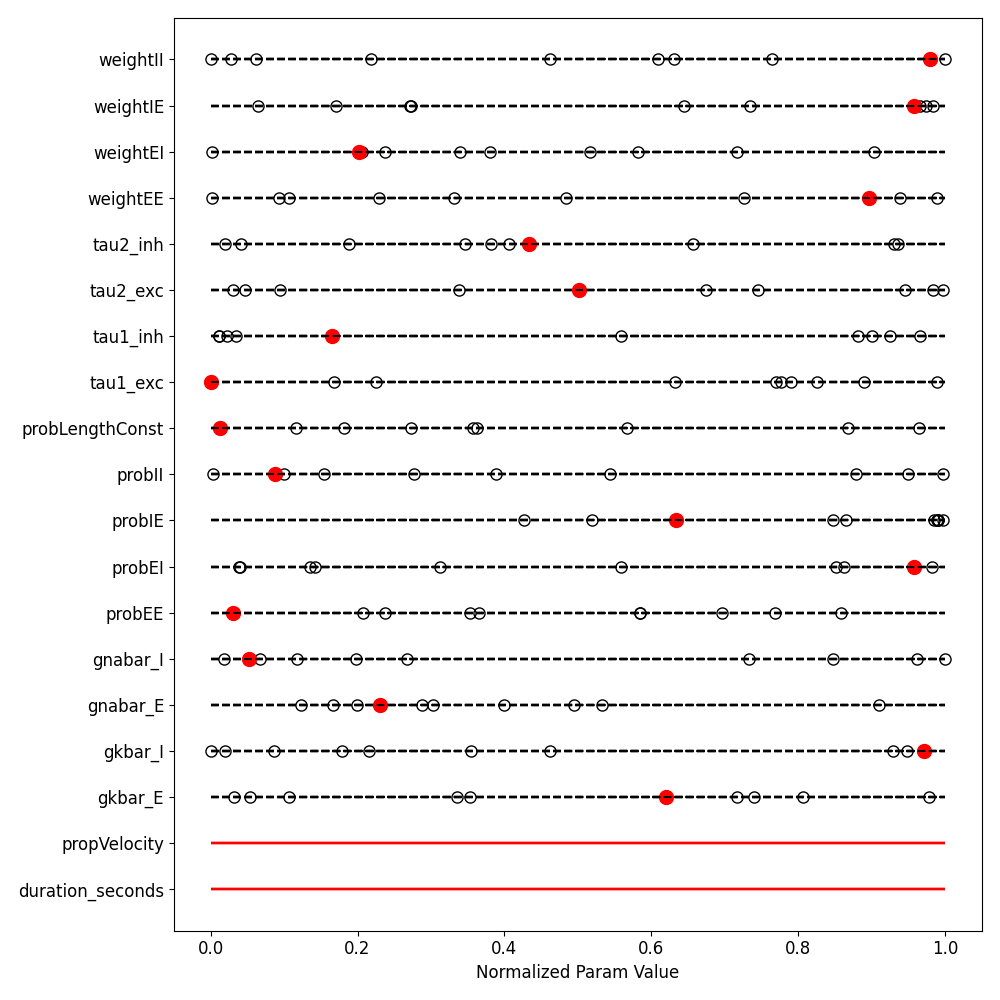 weightII
weightIE
weightEI
weightEE
tau2_inh
tau2_exc
tau1_inh
tau1_exc
probLengthConst
probII
probIE
probEI
probEE
gnabar_I
gnabar_E
gkbar_I
gkbar_E
propVelocity
duration_seconds
0.0 0.2 0.4 0.6 0.8 1.0
Normalized Param Value